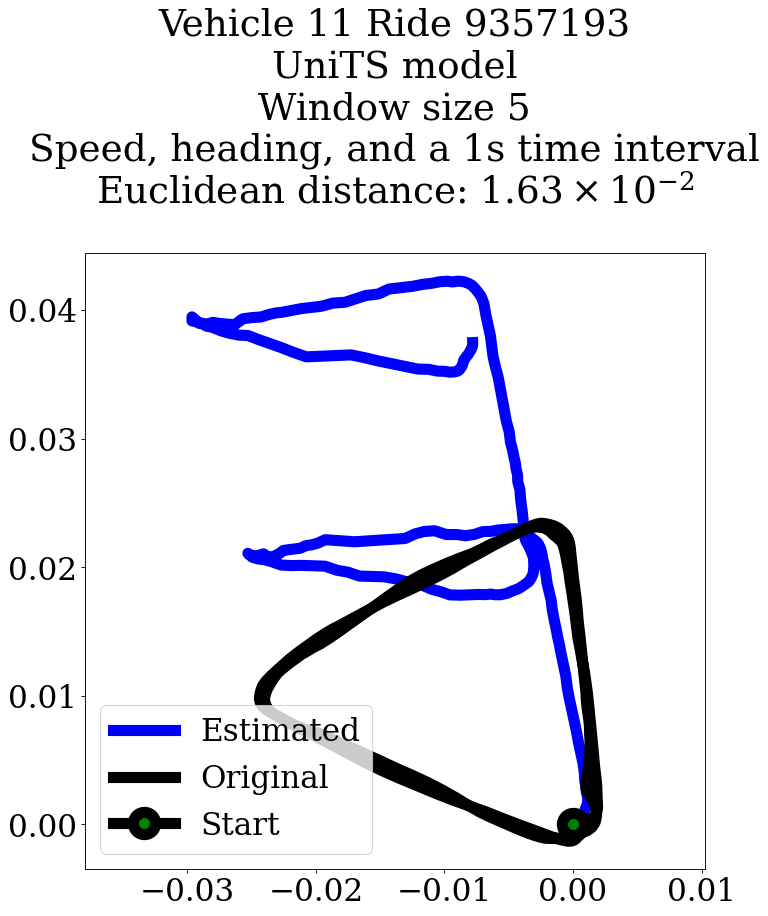 Vehicle 11 Ride 9357193
UniTS model
Window size 5
Speed, heading, and a 1s time interval
Euclidean distance: 1.63 × 10⁻²
0.04
0.03
0.02
0.01
0.00
Estimated
Original
Start
−0.03 −0.02 −0.01 0.00 0.01